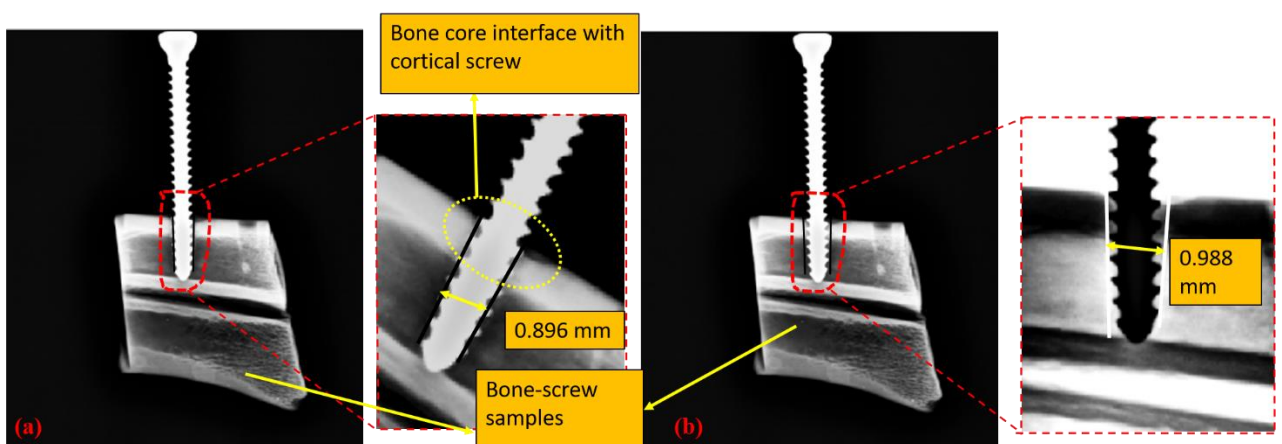 Bone core interface with
cortical screw
0.896 mm
Bone-screw
samples
(a)
0.988
mm
(b)